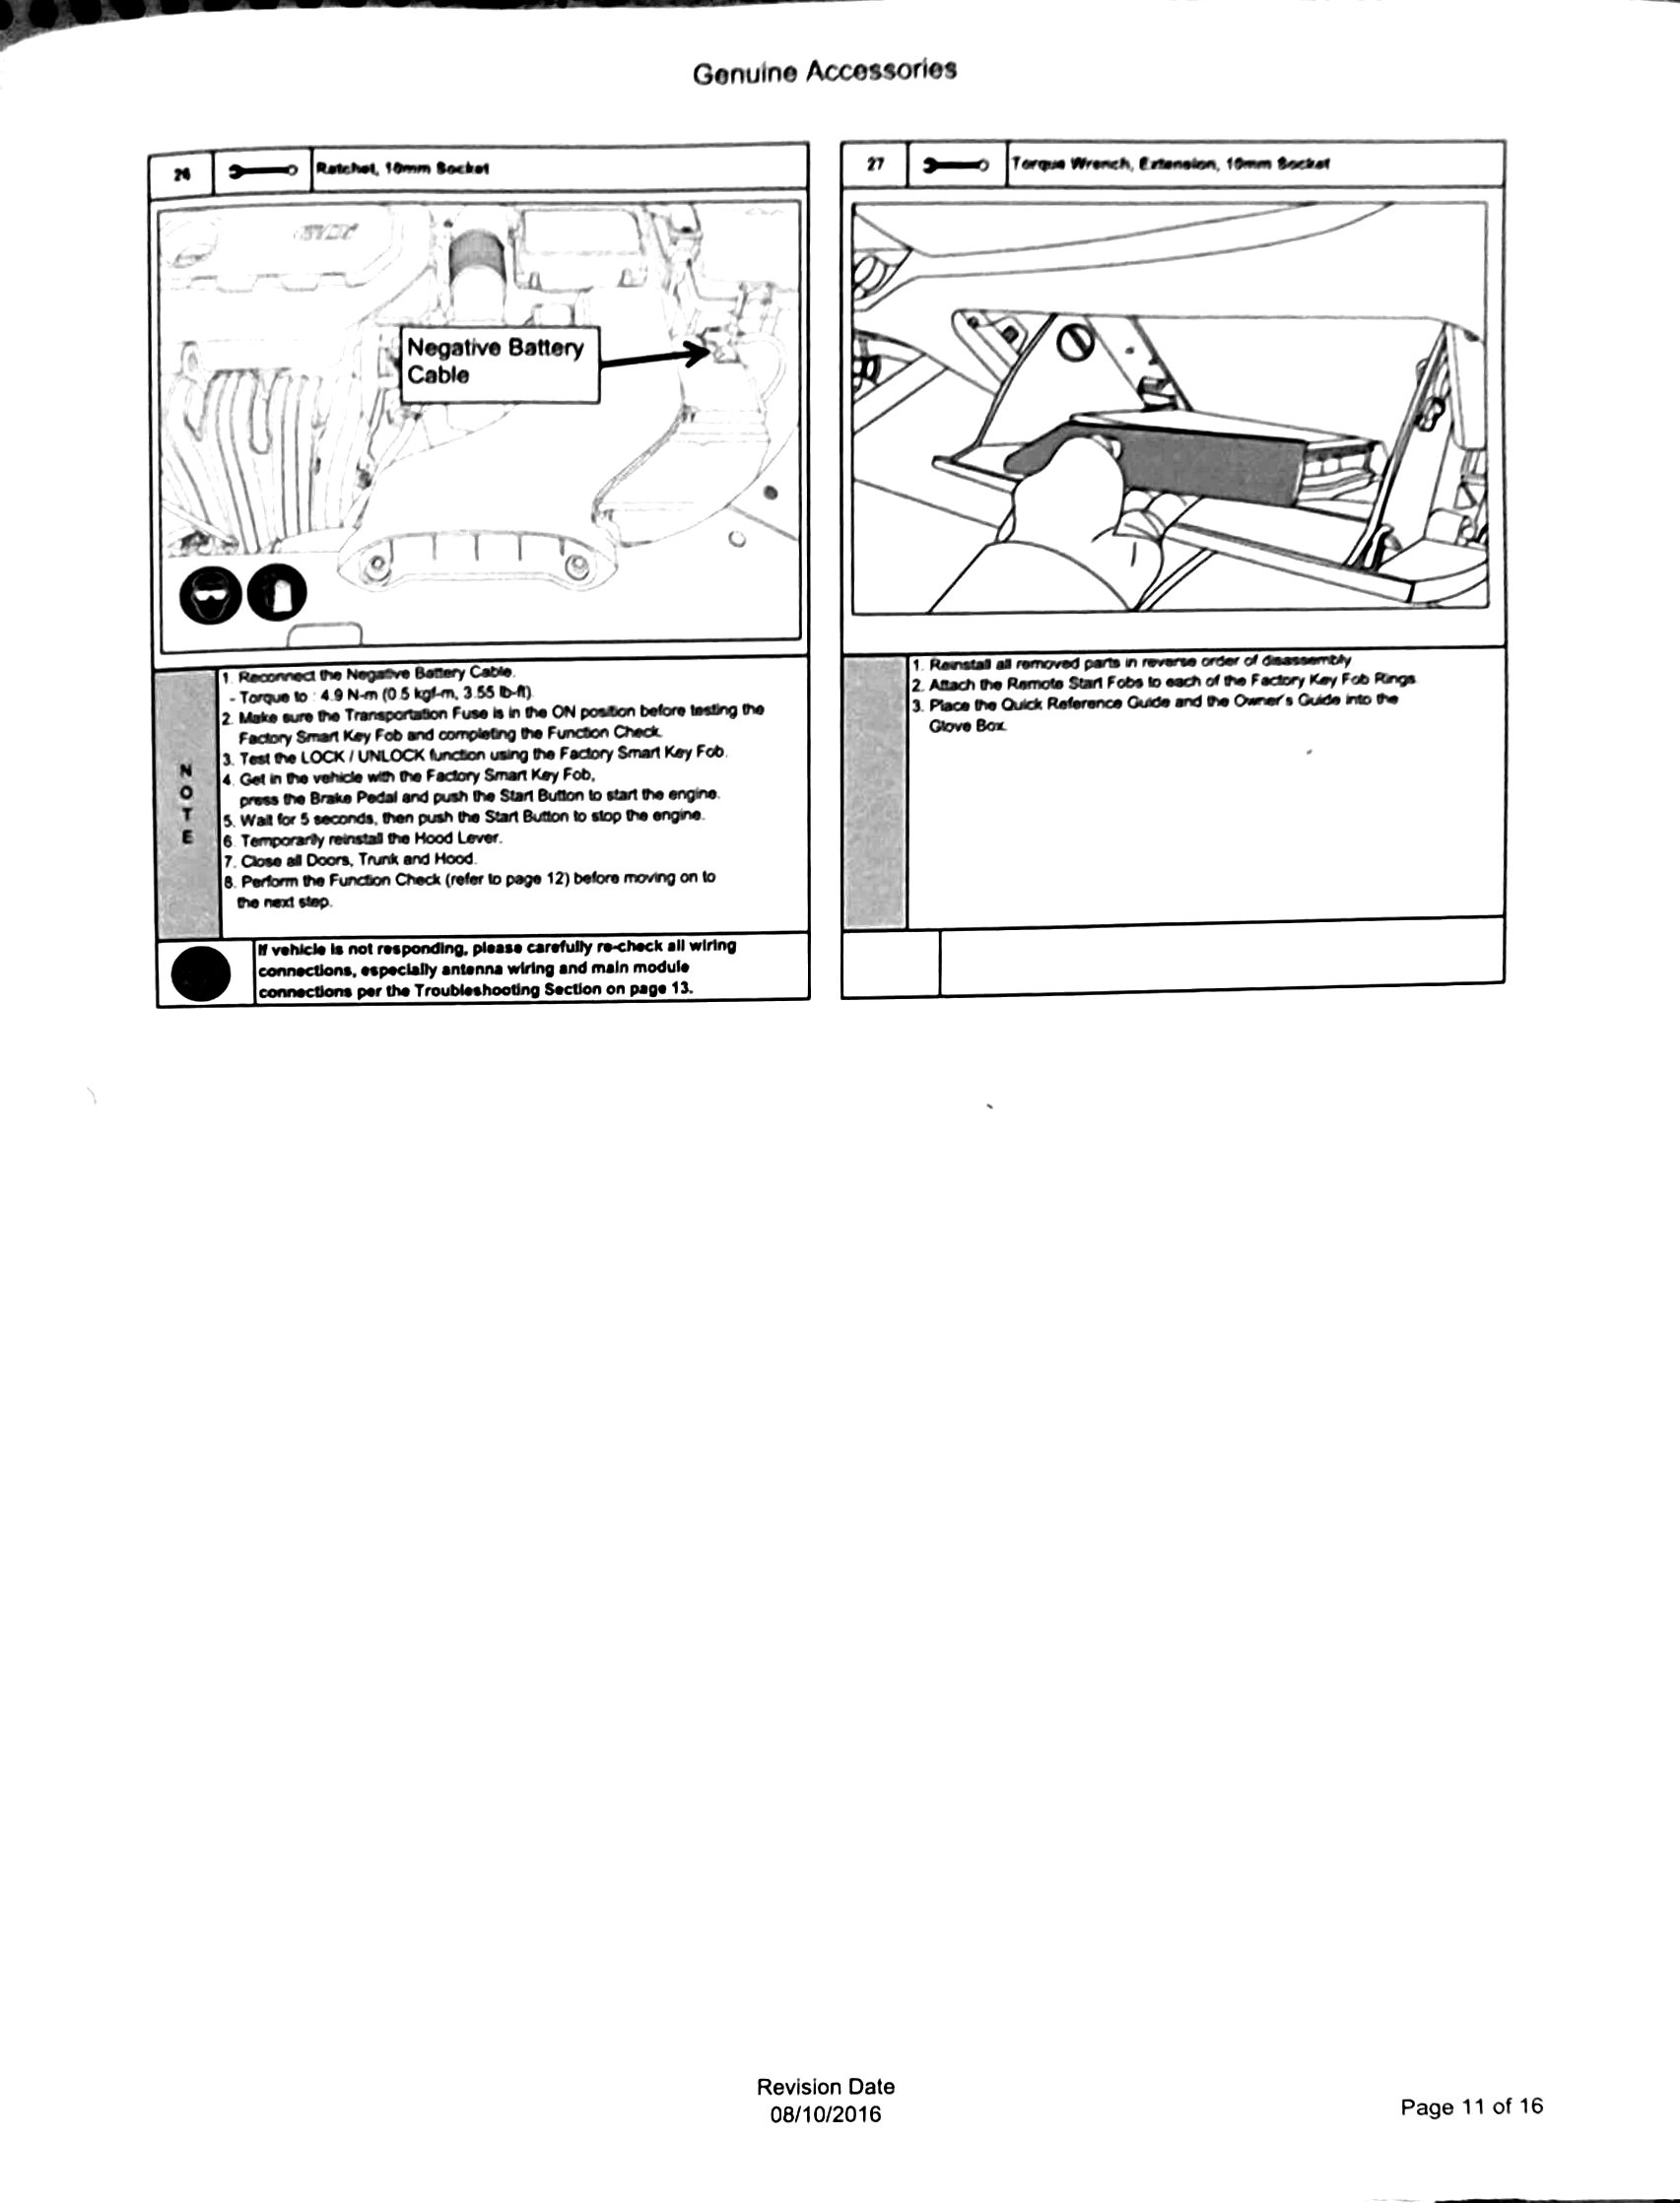 Genuine Accessories
26
Ratchet, 10mm Socket
Negative Battery
Cable
N
O
T
E
1. Reconnect the Negative Battery Cable.
- Torque to : 4.9 N-m (0.5 kgf-m, 3.55 lb-ft)
2. Make sure the Transportation Fuse is in the ON position before testing the
Factory Smart Key Fob and completing the Function Check.
3. Test the LOCK / UNLOCK function using the Factory Smart Key Fob.
4. Get in the vehicle with the Factory Smart Key Fob,
press the Brake Pedal and push the Start Button to start the engine.
5. Wait for 5 seconds, then push the Start Button to stop the engine.
6. Temporarily reinstall the Hood Lever.
7. Close all Doors, Trunk and Hood.
8. Perform the Function Check (refer to page 12) before moving on to
the next step.
If vehicle is not responding, please carefully re-check all wiring
connections, especially antenna wiring and main module
connections per the Troubleshooting Section on page 13.
27
Torque Wrench, Extension, 10mm Socket
1. Reinstall all removed parts in reverse order of disassembly
2. Attach the Remote Start Fobs to each of the Factory Key Fob Rings
3. Place the Quick Reference Guide and the Owner's Guide into the
Glove Box.
Revision Date
08/10/2016
Page 11 of 16